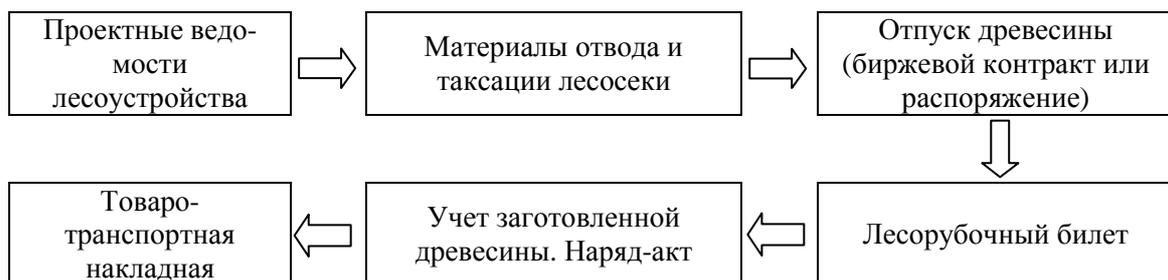 Проектные ведо-
мости
лесоустройства
Материалы отвода и
таксации лесосеки
Отпуск древесины
(биржевой контракт или
распоряжение)
Лесорубочный билет
Учет заготовленной
древесины. Наряд-акт
Товаро-
транспортная
накладная